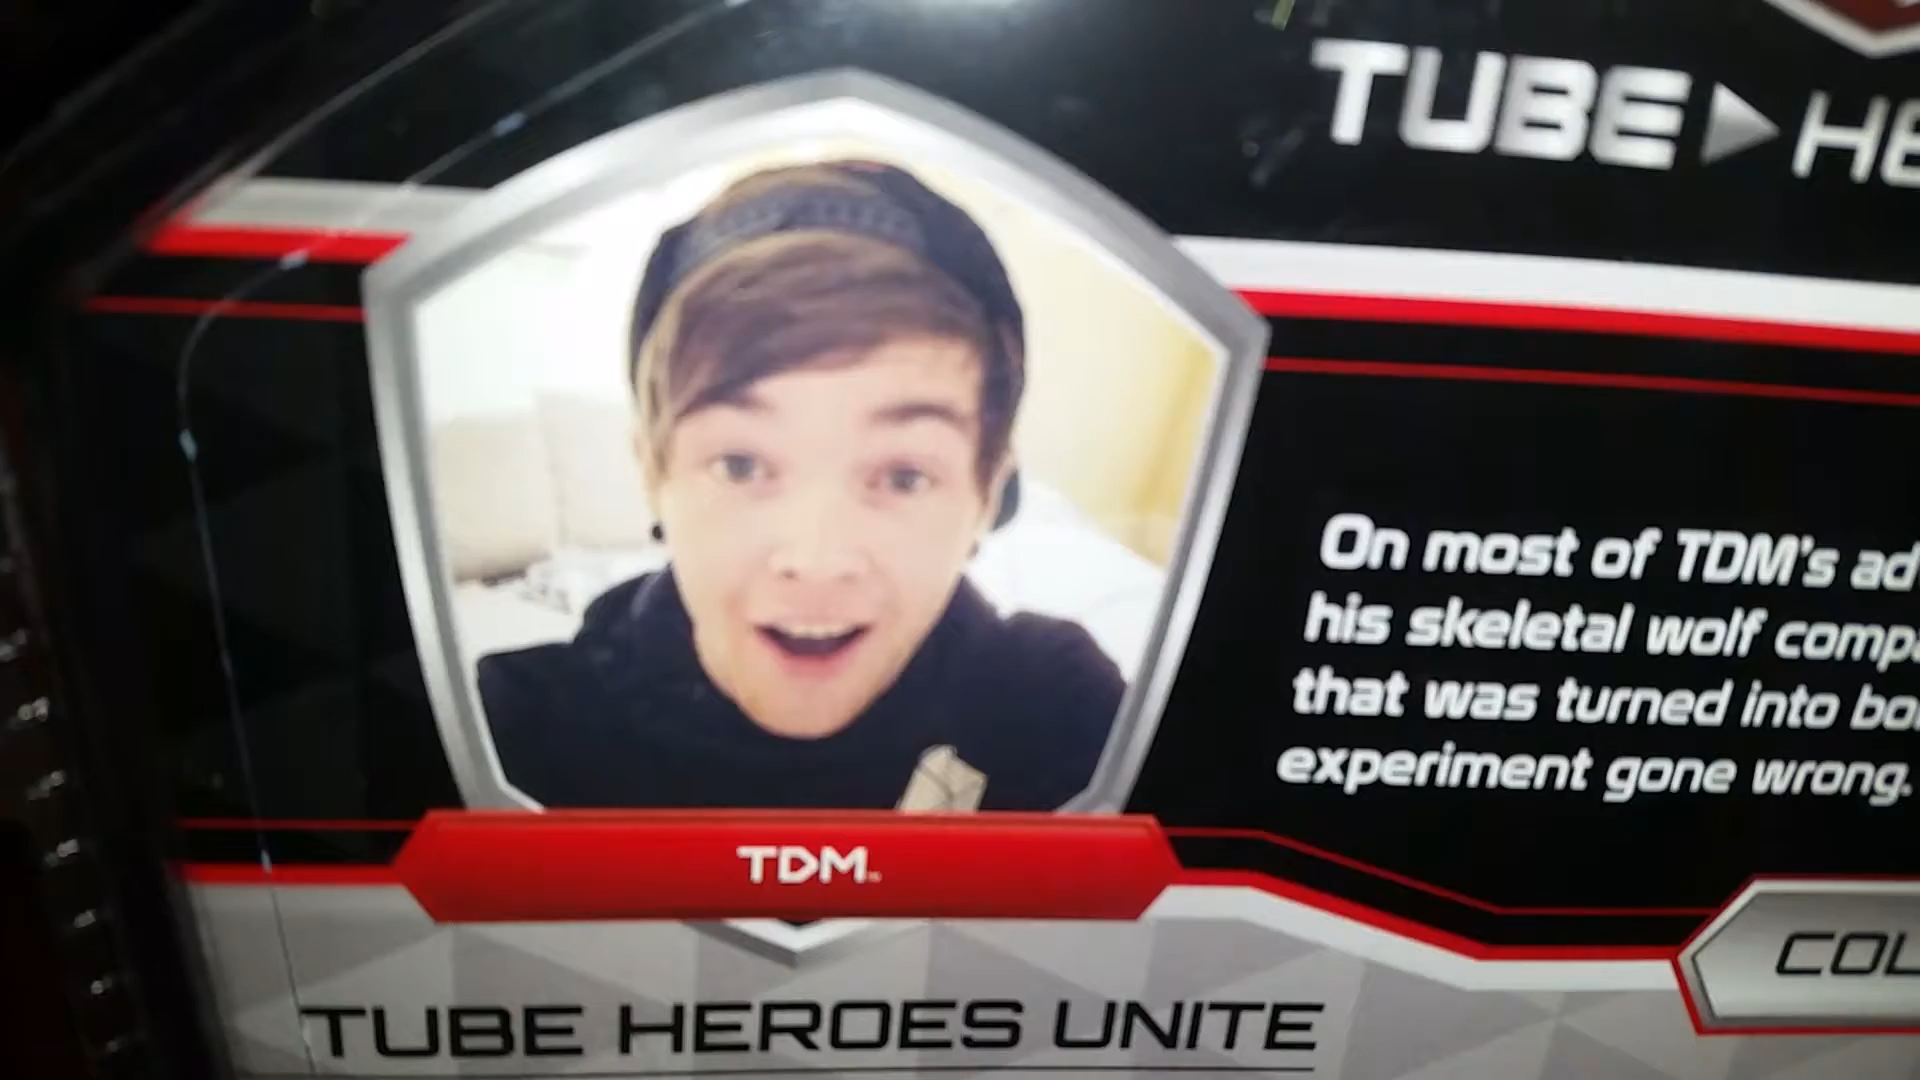 TUBE
On most of TDM's
his skeletal wolf
that was turned into
experiment gone wrong.
TDM
TUBE HEROES UNITE